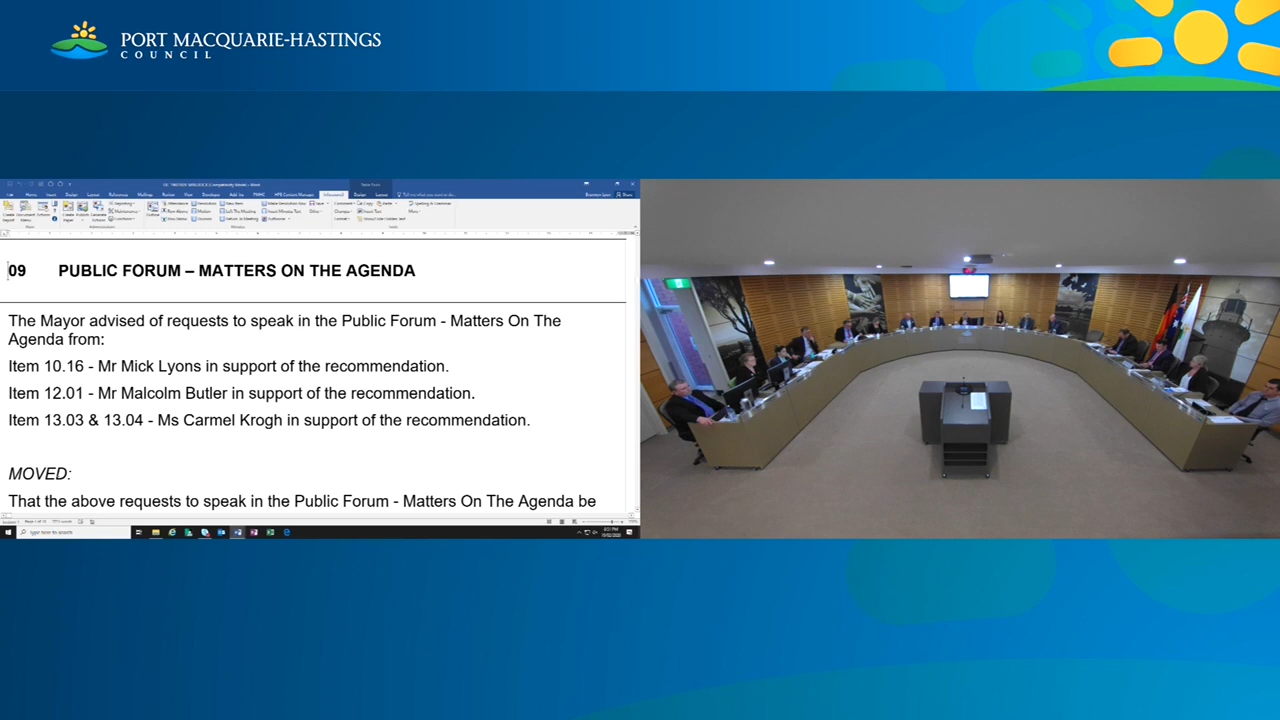 PORT MACQUARIE-HASTINGS
COUNCIL
09 PUBLIC FORUM – MATTERS ON THE AGENDA
The Mayor advised of requests to speak in the Public Forum - Matters On The
Agenda from:
Item 10.16 - Mr Mick Lyons in support of the recommendation.
Item 12.01 - Mr Malcolm Butler in support of the recommendation.
Item 13.03 & 13.04 - Ms Carmel Krogh in support of the recommendation.
MOVED:
That the above requests to speak in the Public Forum - Matters On The Agenda be